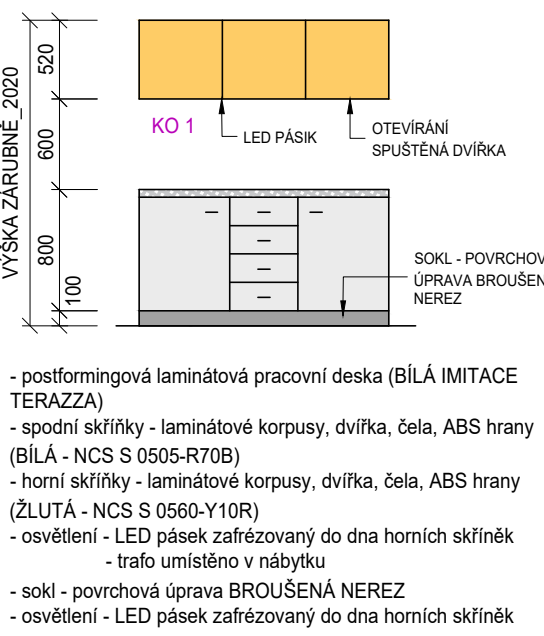 VÝŠKA ZÁRUBNĚ_2020
520
600
800
100
KO 1
LED PÁSIK
OTEVÍRÁNÍ
SPUŠTĚNÁ DVÍŘKA
SOKL - POVRCHOV
ÚPRAVA BROUŠEN
NEREZ
- postformingová laminátová pracovní deska (BÍLÁ IMITACE
TERAZZA)
- spodní skříňky - laminátové korpusy, dvířka, čela, ABS hrany
(BÍLÁ - NCS S 0505-R70B)
- horní skříňky - laminátové korpusy, dvířka, čela, ABS hrany
(ŽLUTÁ - NCS S 0560-Y10R)
- osvětlení - LED pásek zafrézovaný do dna horních skříněk
- trafo umístěno v nábytku
- sokl - povrchová úprava BROUŠENÁ NEREZ
- osvětlení - LED pásek zafrézovaný do dna horních skříněk